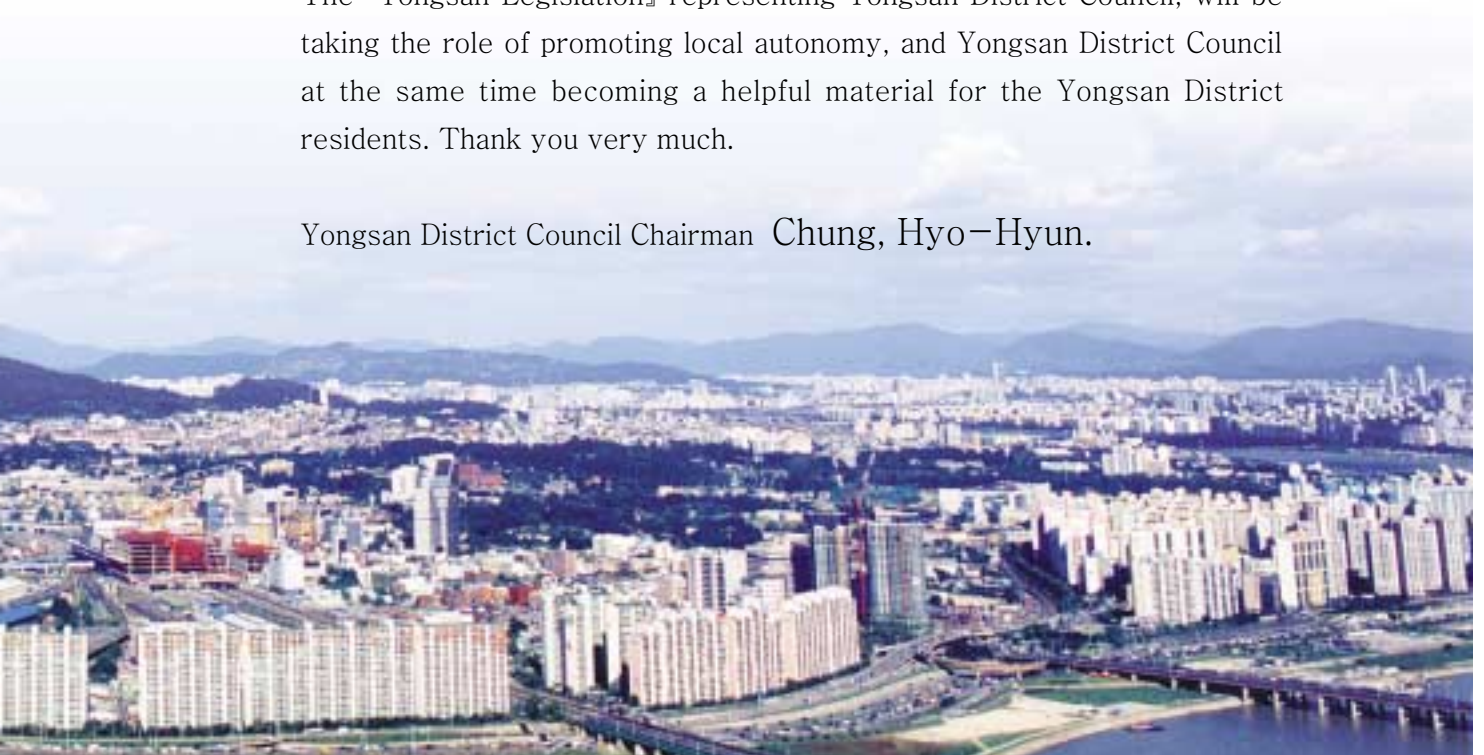 The 『Yongsan Legislation』 representing Yongsan District Council, will be
taking the role of promoting local autonomy, and Yongsan District Council
at the same time becoming a helpful material for the Yongsan District
residents. Thank you very much.
Yongsan District Council Chairman Chung, Hyo-Hyun.